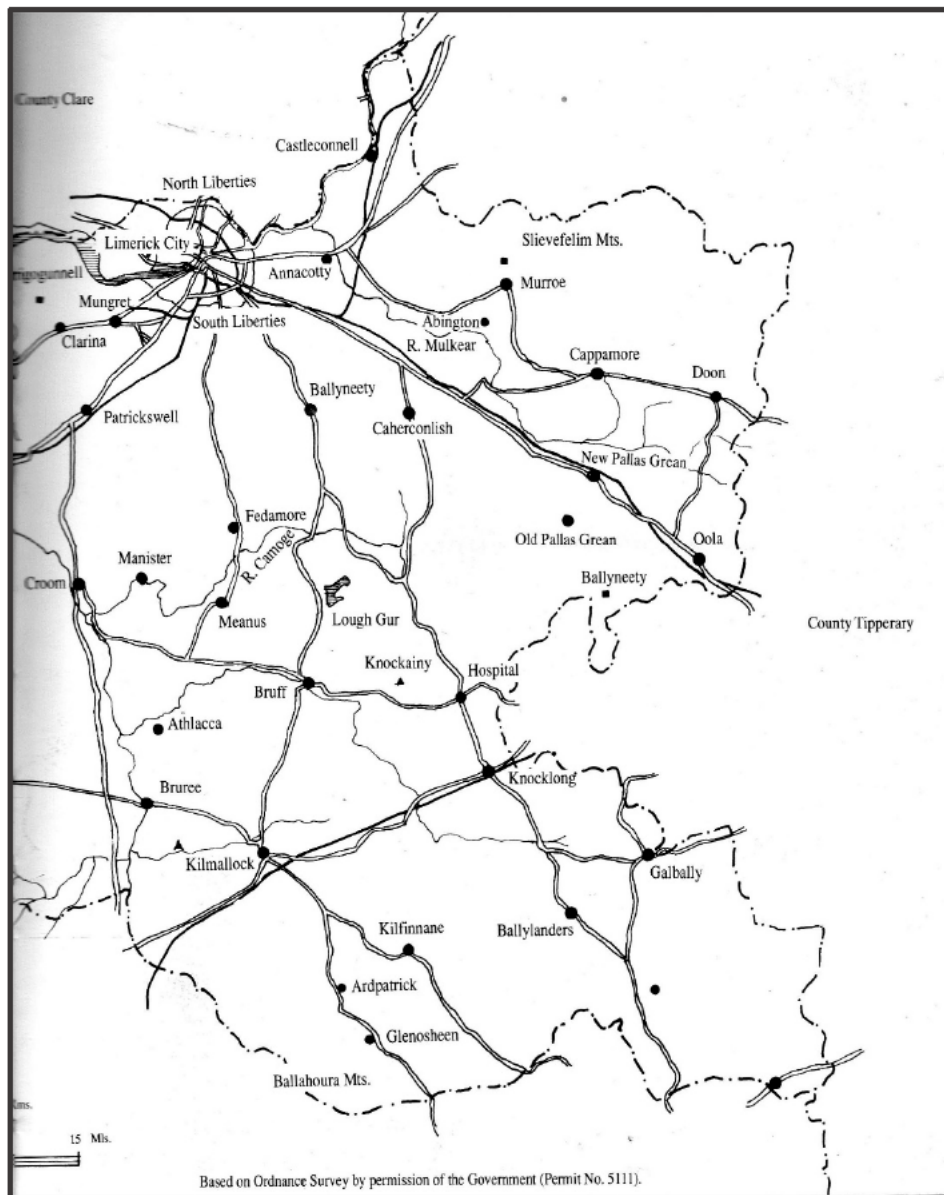 County Clare
Castleconnell
North Liberties
Limerick City
Slievefelim Mts.
Annacotty
Murroe
Mungret
South Liberties
Abington
R. Mulkear
Clarina
Cappamore
Doon
Ballyneety
Patrickswell
Caherconlish
New Pallas Grean
Fedamore
R. Camoge
Old Pallas Grean
Oola
Manister
Croom
Ballyneety
Meanus
Lough Gur
County Tipperary
Knockainy
Hospital
Bruff
Athlacca
Knocklong
Bruree
Kilmallock
Galbally
Kilfinnane
Ballylanders
Ardpatrick
Glenosheen
Ballahoura Mts.
15 Mls.
Based on Ordnance Survey by permission of the Government (Permit No. 5111).